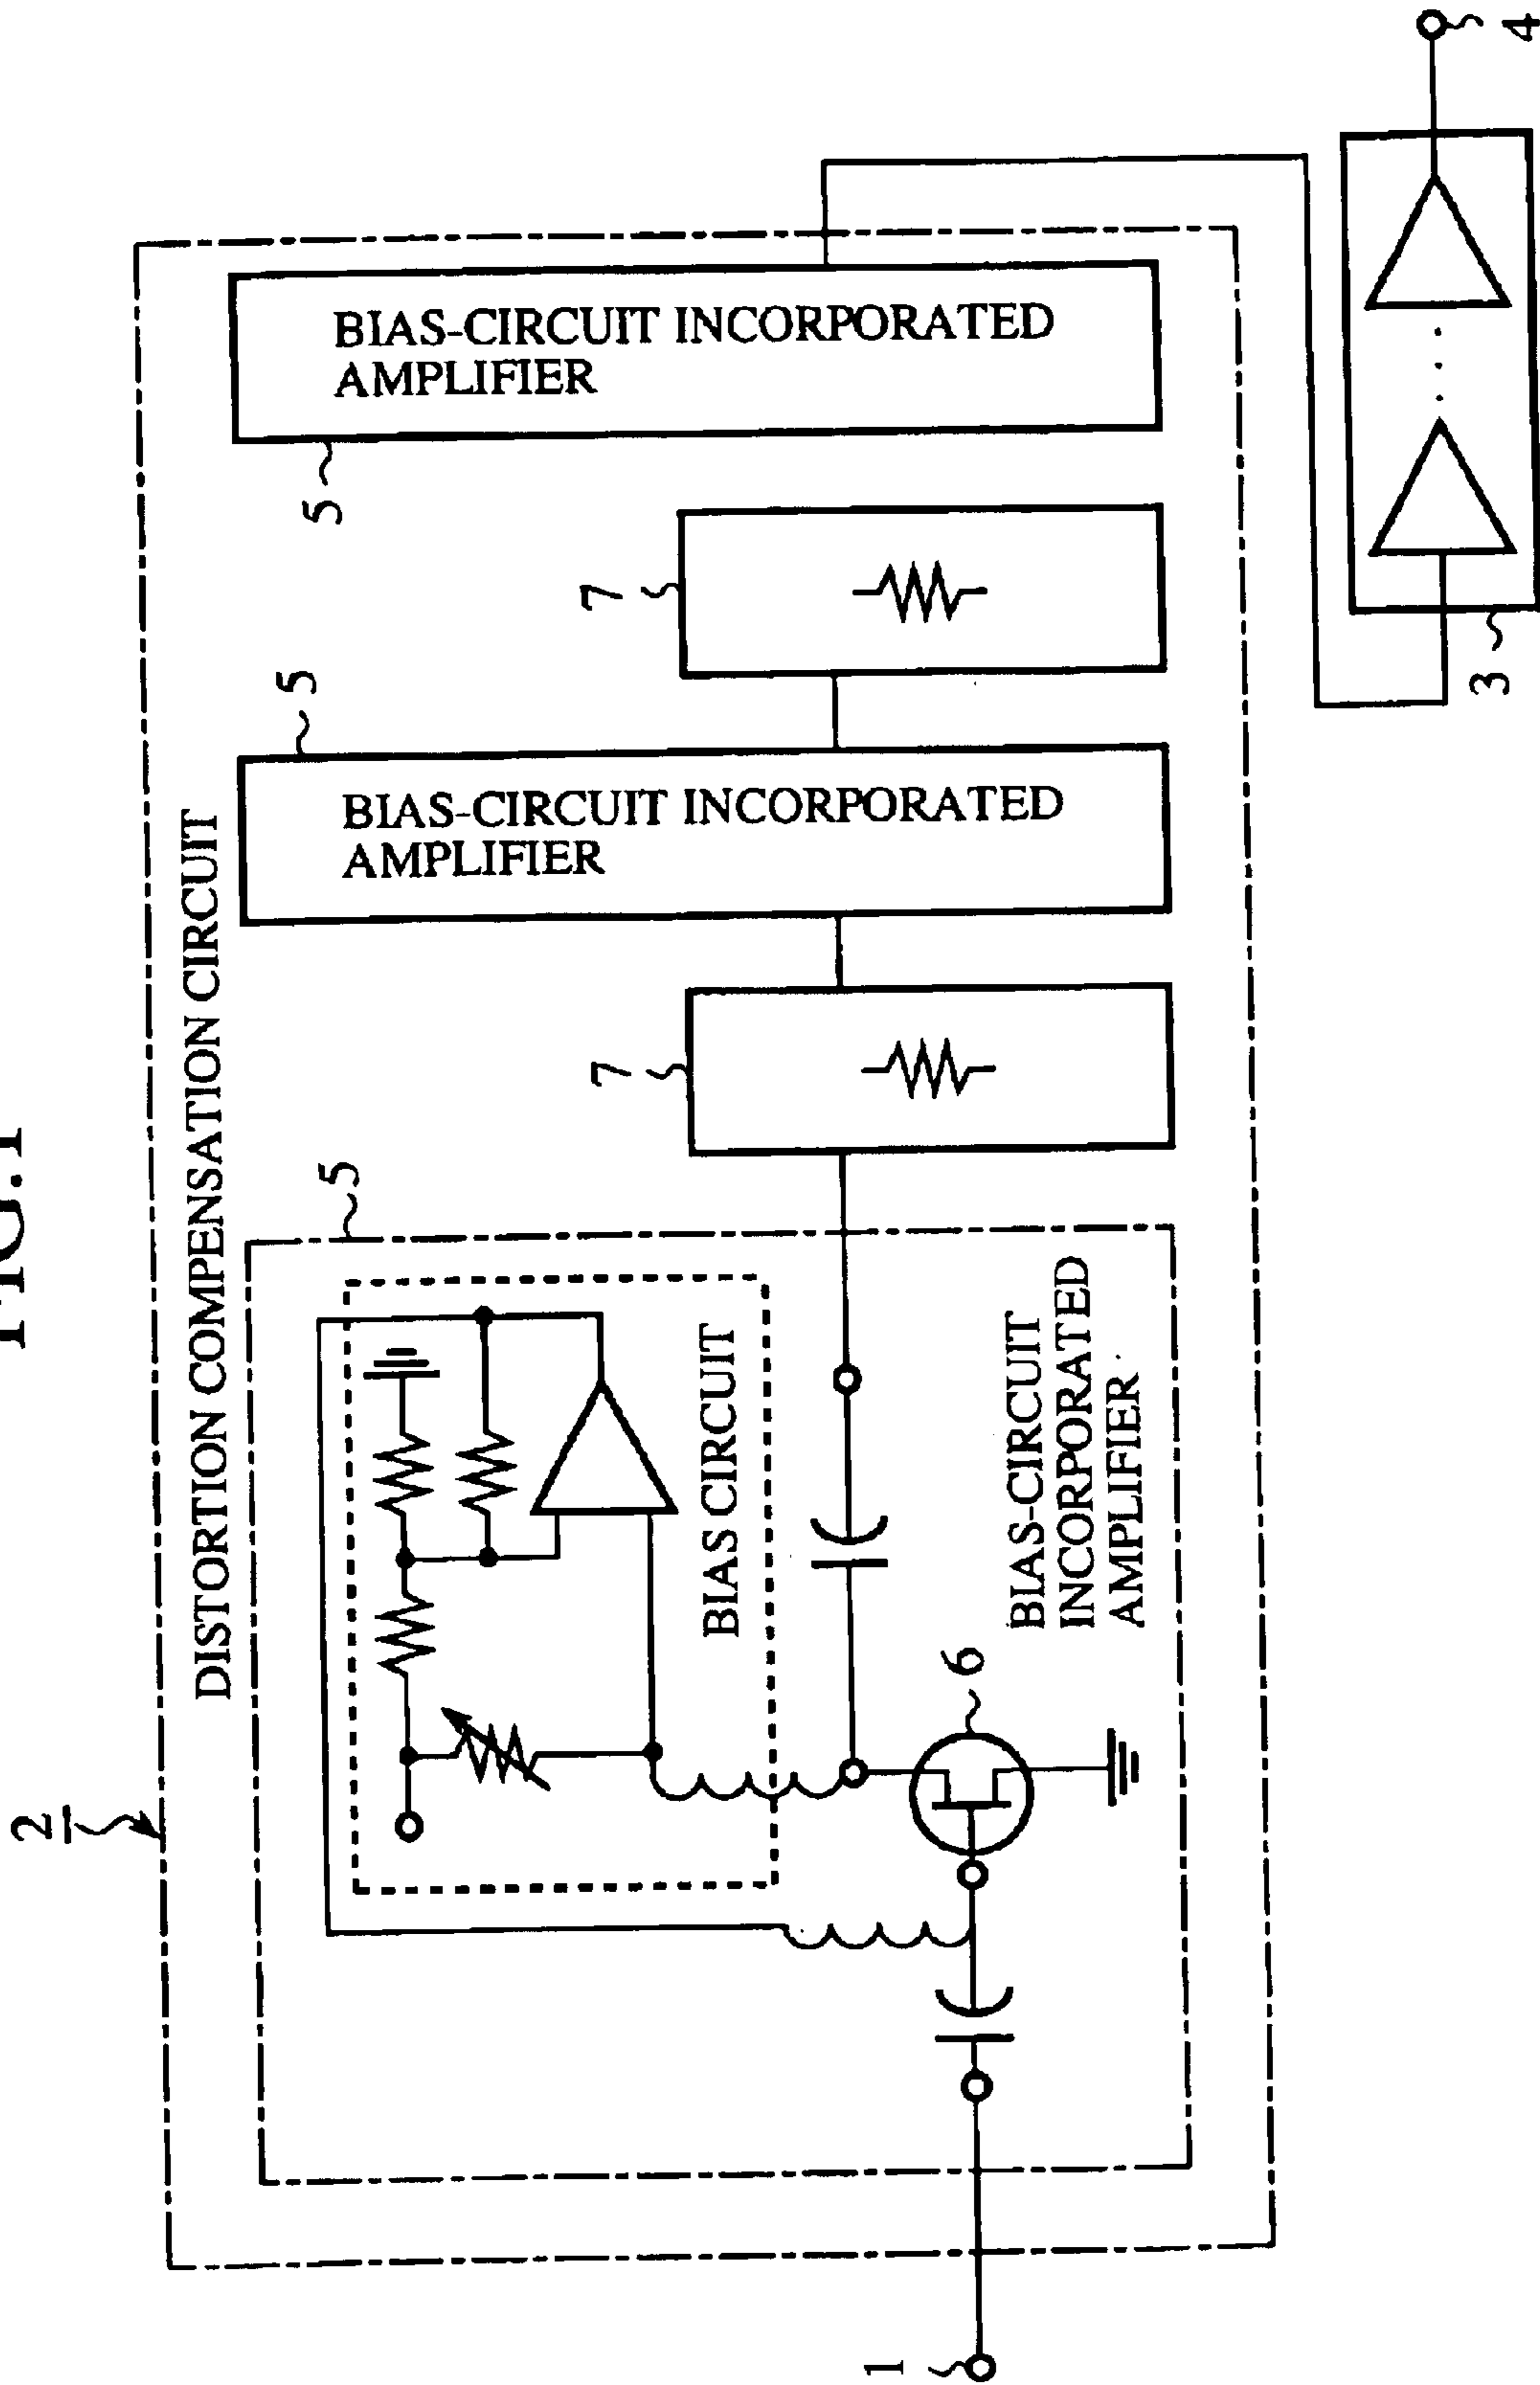 FIG.1
2
DISTORTION COMPENSATION CIRCUIT
5
5
5
7
7
BIAS CIRCUIT
BIAS-CIRCUIT INCORPORATED
AMPLIFIER
BIAS-CIRCUIT INCORPORATED
AMPLIFIER
6
BIAS-CIRCUIT
INCORPORATED
AMPLIFIER
1
3
4